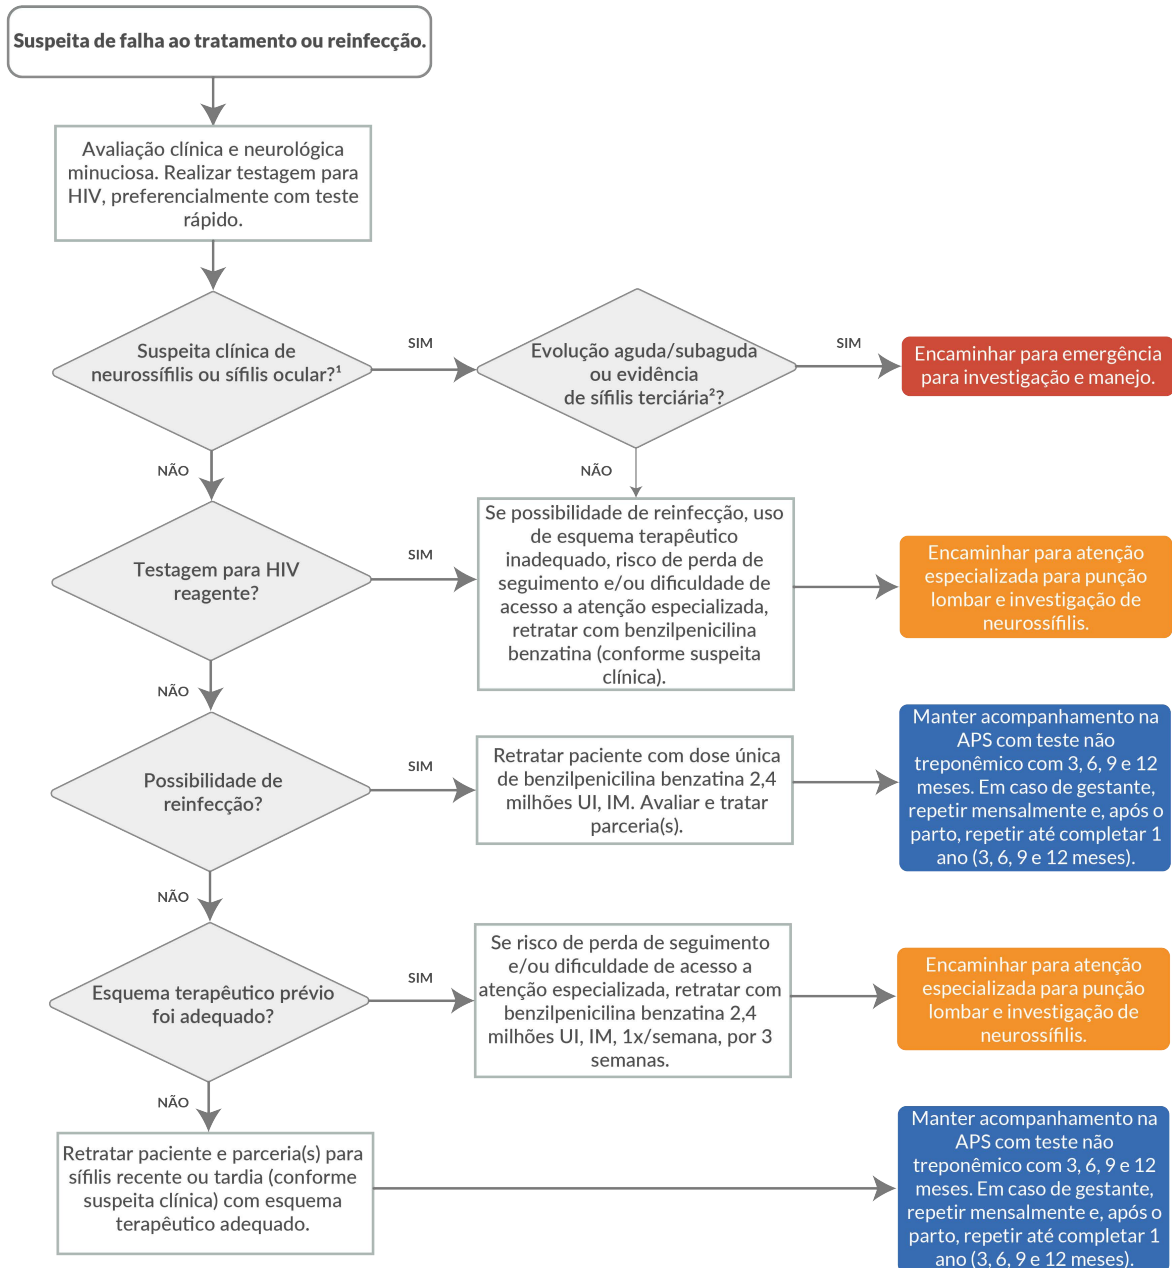 Suspeita de falha ao tratamento ou reinfecção.
Avaliação clínica e neurológica
minuciosa. Realizar testagem para
HIV, preferencialmente com teste
rápido.
Suspeita clínica de
neurossífilis ou sífilis ocular?¹
SIM
Evolução aguda/subaguda
ou evidência
de sífilis terciária²?
SIM
Encaminhar para emergência
para investigação e manejo.
NÃO
NÃO
Testagem para HIV
reagente?
SIM
Se possibilidade de reinfecção, uso
de esquema terapêutico
inadequado, risco de perda de
seguimento e/ou dificuldade de
acesso a atenção especializada,
retratar com benzilpenicilina
benzatina (conforme suspeita
clínica).
Encaminhar para atenção
especializada para punção
lombar e investigação de
neurossífilis.
NÃO
Possibilidade de
reinfecção?
SIM
Retratar paciente com dose única
de benzilpenicilina benzatina 2,4
milhões UI, IM. Avaliar e tratar
parceria(s).
Manter acompanhamento na
APS com teste não
treponêmico com 3, 6, 9 e 12
meses. Em caso de gestante,
repetir mensalmente e, após o
parto, repetir até completar 1
ano (3, 6, 9 e 12 meses).
NÃO
Esquema terapêutico prévio
foi adequado?
SIM
Se risco de perda de seguimento
e/ou dificuldade de acesso a
atenção especializada, retratar com
benzilpenicilina benzatina 2,4
milhões UI, IM, 1x/semana, por 3
semanas.
Encaminhar para atenção
especializada para punção
lombar e investigação de
neurossífilis.
NÃO
Retratar paciente e parceria(s) para
sífilis recente ou tardia (conforme
suspeita clínica) com esquema
terapêutico adequado.
Manter acompanhamento na
APS com teste não
treponêmico com 3, 6, 9 e 12
meses. Em caso de gestante,
repetir mensalmente e, após o
parto, repetir até completar 1
ano (3, 6, 9 e 12 meses).